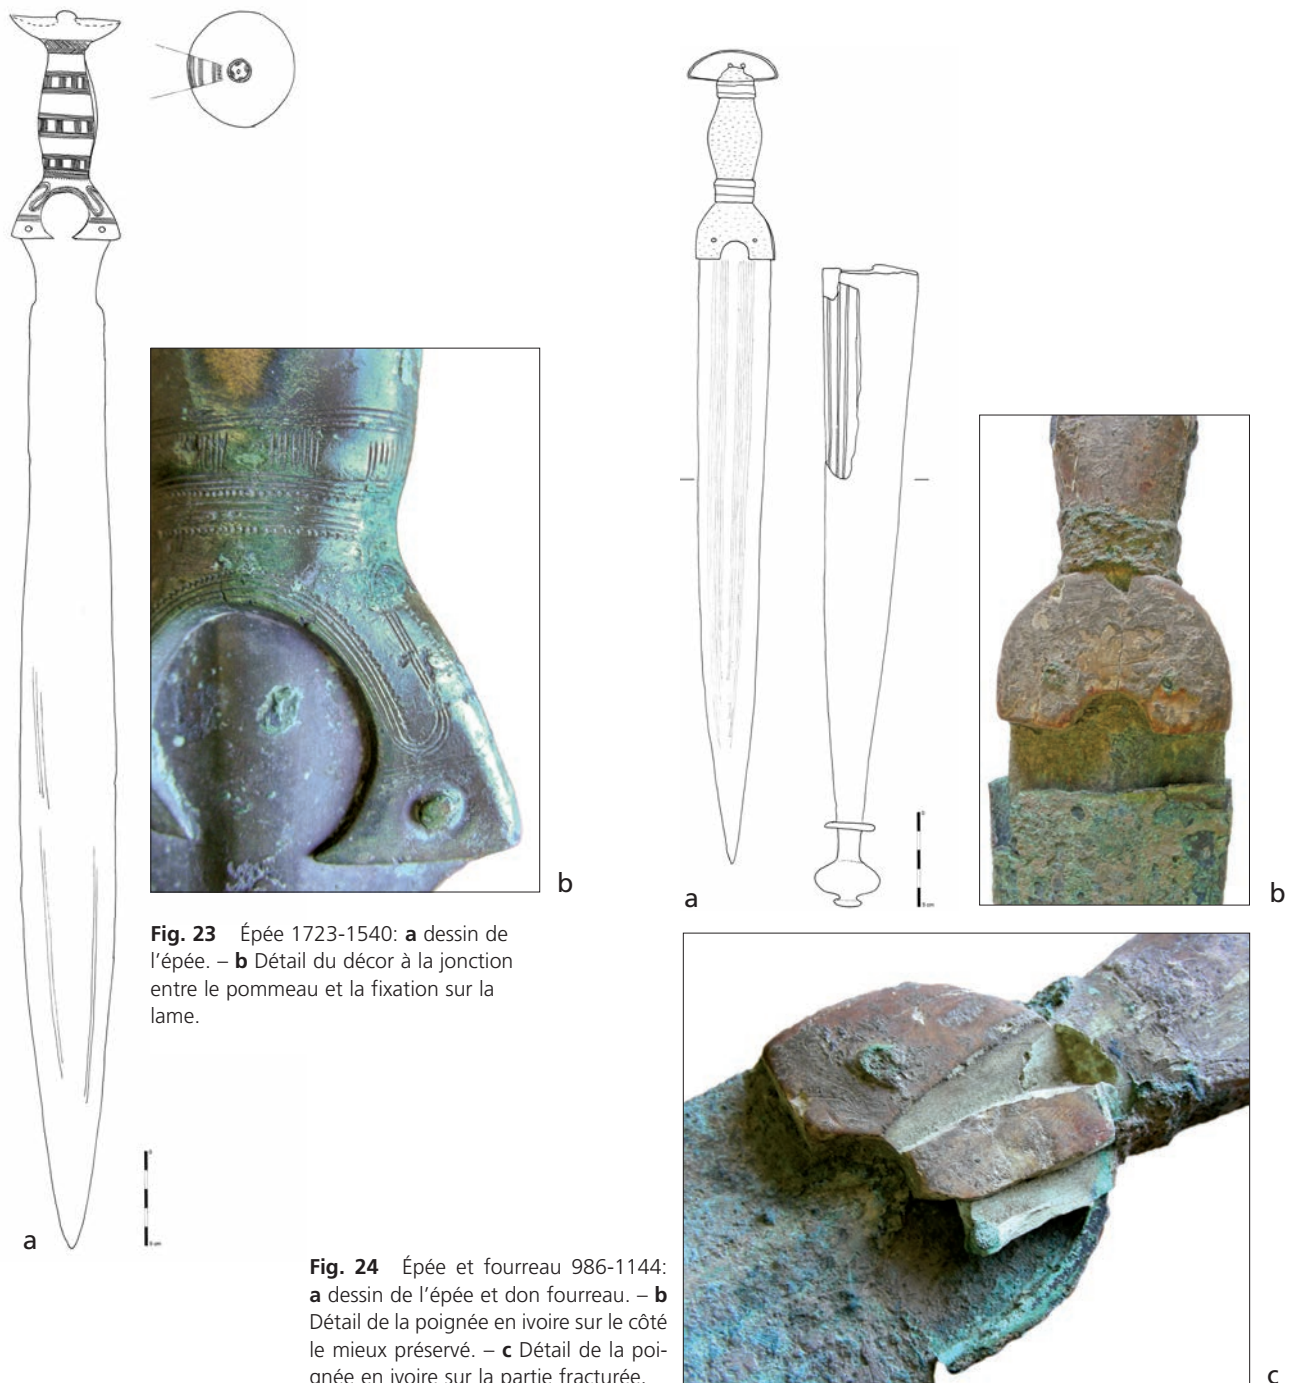 b
Fig. 23 Épée 1723-1540: a dessin de
l'épée. – b Détail du décor à la jonction
entre le pommeau et la fixation sur la
lame.
a
a
b
Fig. 24 Épée et fourreau 986-1144:
a dessin de l'épée et don fourreau. – b
Détail de la poignée en ivoire sur le côté
le mieux préservé. – c Détail de la poi-
gnée en ivoire sur la partie fracturée.
c